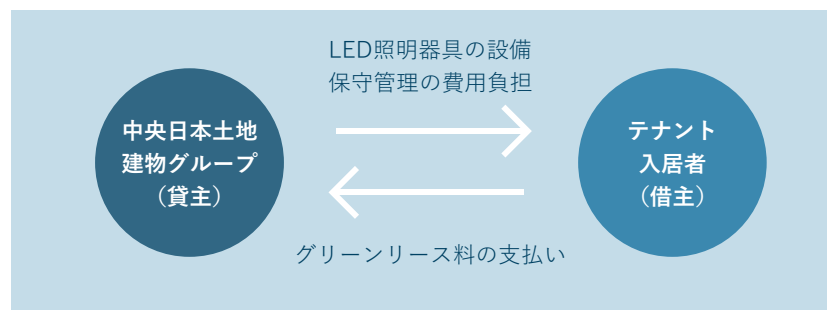 LED照明器具の設備
保守管理の費用負担
中央日本土地
建物グループ
（貸主）
テナント
入居者
（借主）
グリーンリース料の支払い